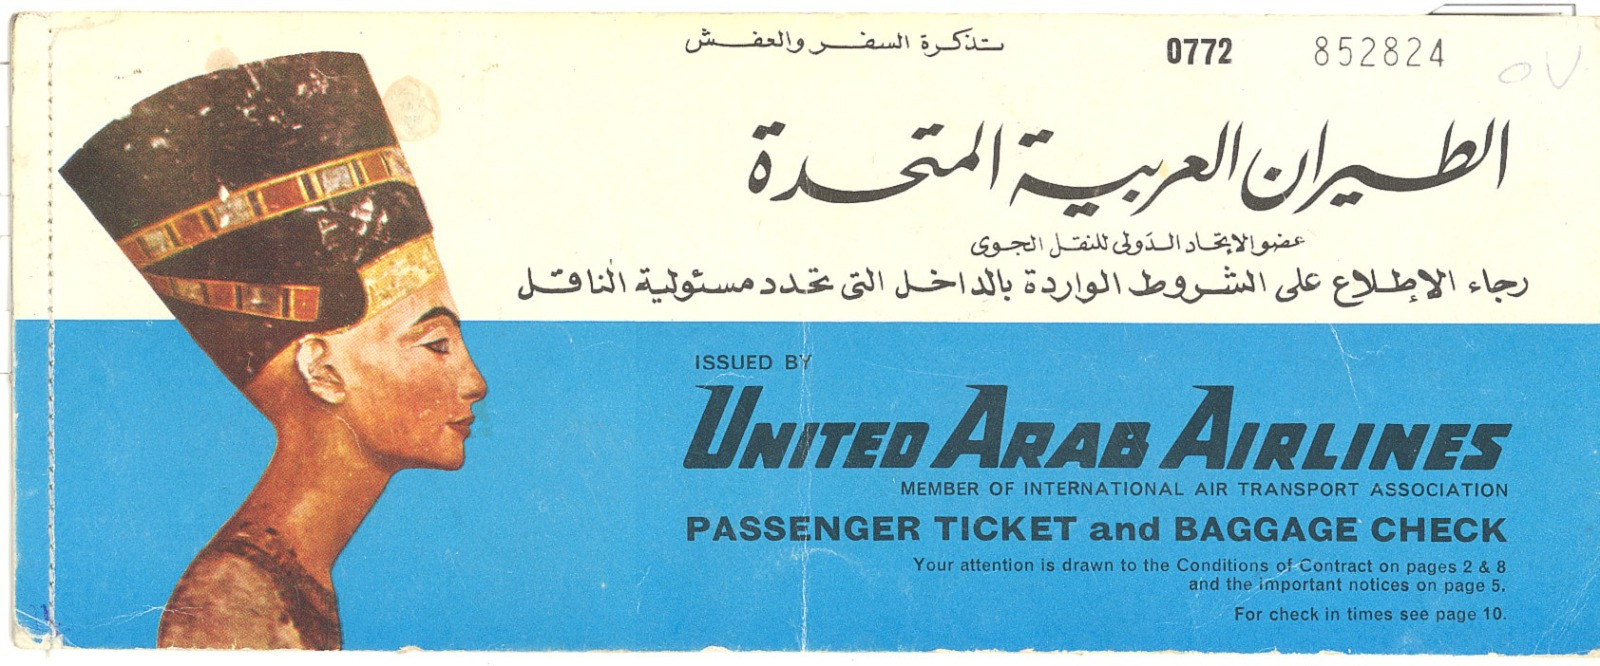 تذكرة السفر والعفش
0772 852824
الطيران العربية المتحدة
عضو الإتحاد الدولى للنقل الجوى
رجاء الإطلاع على الشروط الواردة بالداخل التى تحدد مسئولية الناقل
ISSUED BY
UNITED ARAB AIRLINES
MEMBER OF INTERNATIONAL AIR TRANSPORT ASSOCIATION
PASSENGER TICKET and BAGGAGE CHECK
Your attention is drawn to the Conditions of Contract on pages 2 & 8
and the important notices on page 5.
For check in times see page 10.